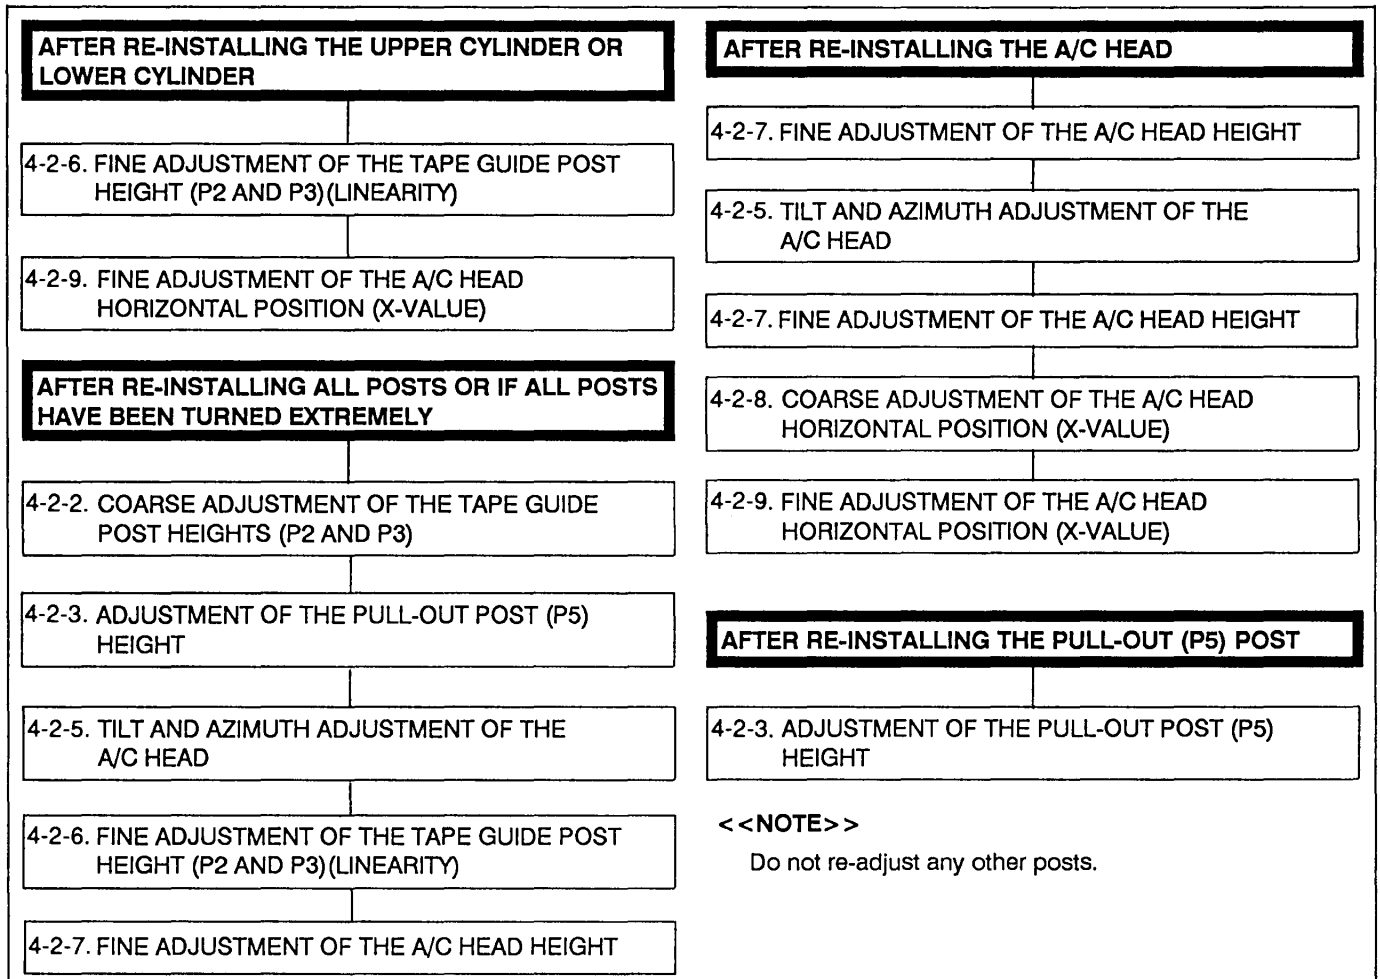 AFTER RE-INSTALLING THE UPPER CYLINDER OR
LOWER CYLINDER
4-2-6. FINE ADJUSTMENT OF THE TAPE GUIDE POST
HEIGHT (P2 AND P3)(LINEARITY)
4-2-9. FINE ADJUSTMENT OF THE A/C HEAD
HORIZONTAL POSITION (X-VALUE)
AFTER RE-INSTALLING ALL POSTS OR IF ALL POSTS
HAVE BEEN TURNED EXTREMELY
4-2-2. COARSE ADJUSTMENT OF THE TAPE GUIDE
POST HEIGHTS (P2 AND P3)
4-2-3. ADJUSTMENT OF THE PULL-OUT POST (P5)
HEIGHT
4-2-5. TILT AND AZIMUTH ADJUSTMENT OF THE
A/C HEAD
4-2-6. FINE ADJUSTMENT OF THE TAPE GUIDE POST
HEIGHT (P2 AND P3)(LINEARITY)
4-2-7. FINE ADJUSTMENT OF THE A/C HEAD HEIGHT
AFTER RE-INSTALLING THE A/C HEAD
4-2-7. FINE ADJUSTMENT OF THE A/C HEAD HEIGHT
4-2-5. TILT AND AZIMUTH ADJUSTMENT OF THE
A/C HEAD
4-2-7. FINE ADJUSTMENT OF THE A/C HEAD HEIGHT
4-2-8. COARSE ADJUSTMENT OF THE A/C HEAD
HORIZONTAL POSITION (X-VALUE)
4-2-9. FINE ADJUSTMENT OF THE A/C HEAD
HORIZONTAL POSITION (X-VALUE)
AFTER RE-INSTALLING THE PULL-OUT (P5) POST
4-2-3. ADJUSTMENT OF THE PULL-OUT POST (P5)
HEIGHT
<<NOTE>>
Do not re-adjust any other posts.